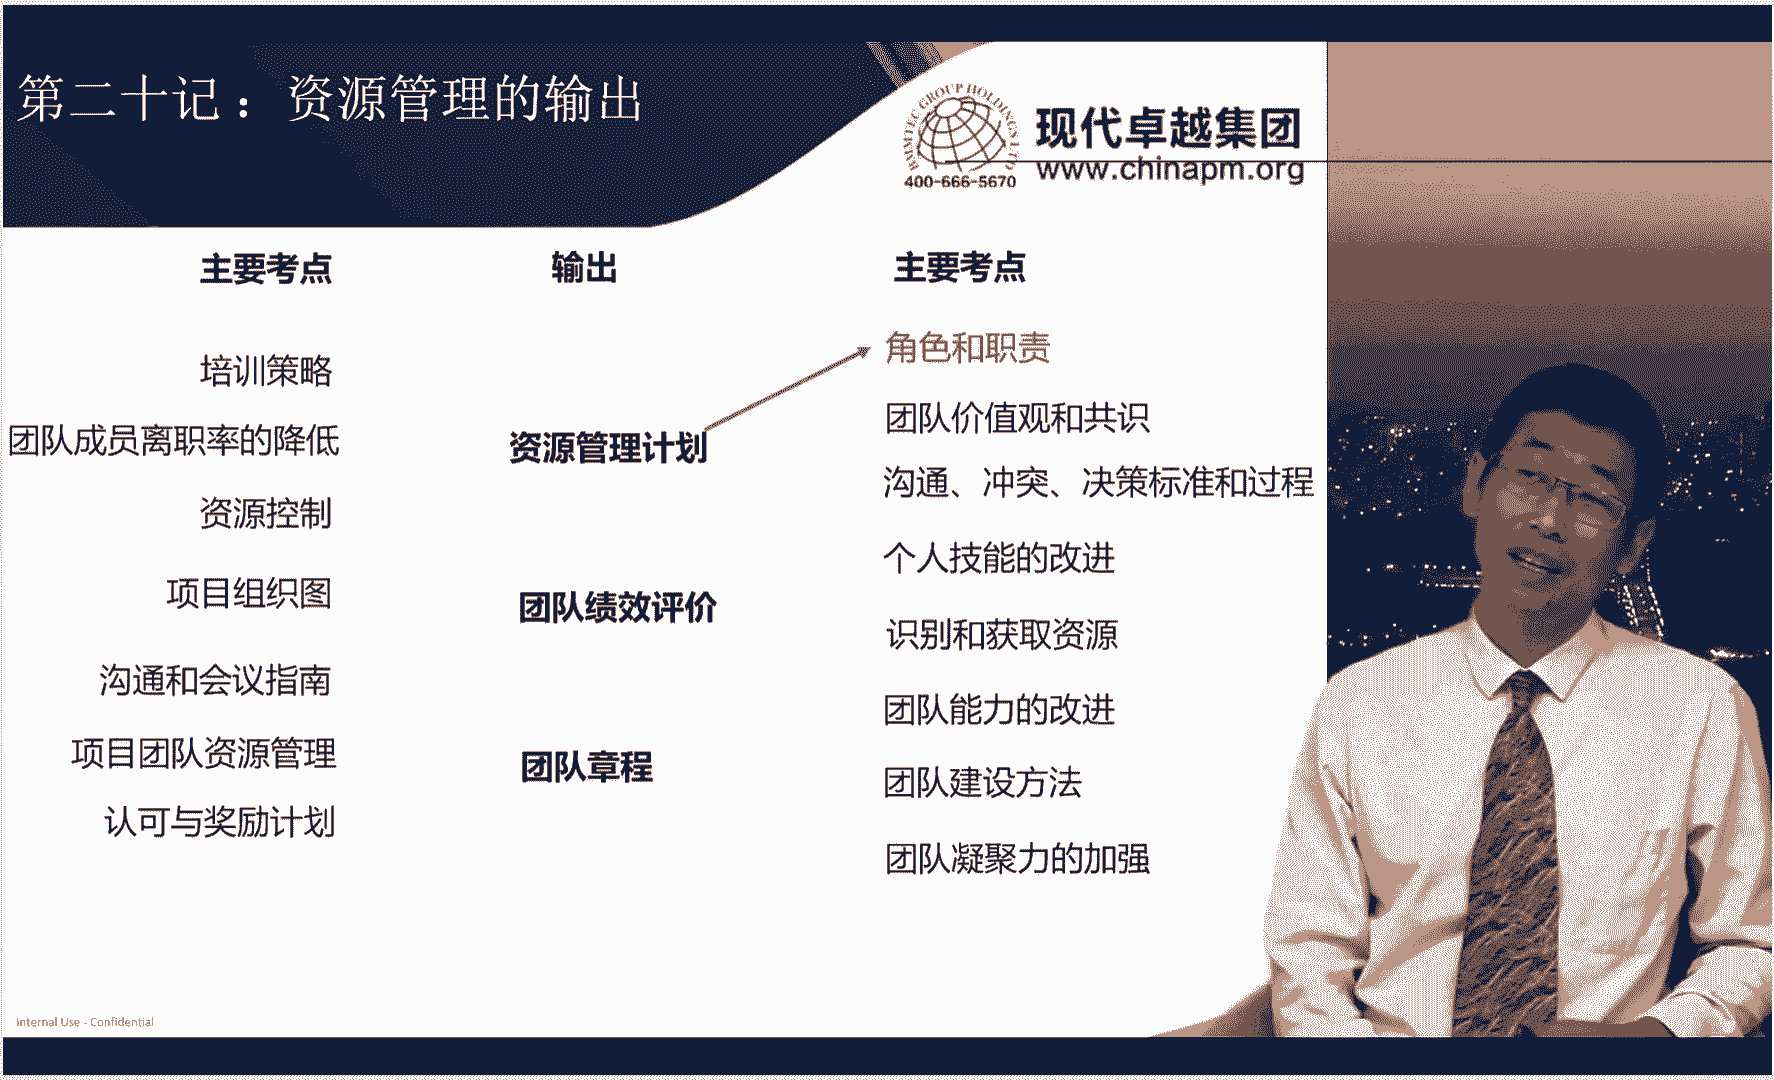 第二十记：资源管理的输出
IMMTEC GROUP HOLDINGS LTD
400-666-5670
现代卓越集团
www.chinapm.org
主要考点
培训策略
团队成员离职率的降低
资源控制
项目组织图
沟通和会议指南
项目团队资源管理
认可与奖励计划
输出
资源管理计划
团队绩效评价
团队章程
主要考点
角色和职责
团队价值观和共识
沟通、冲突、决策标准和过程
个人技能的改进
识别和获取资源
团队能力的改进
团队建设方法
团队凝聚力的加强
Internal Use - Confidential